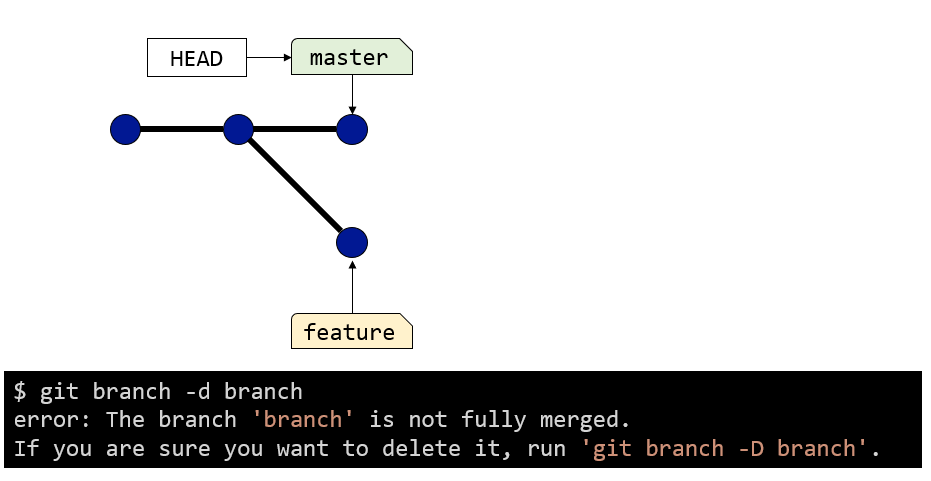 HEAD
master
feature
$ git branch -d branch
error: The branch 'branch' is not fully merged.
If you are sure you want to delete it, run 'git branch -D branch'.